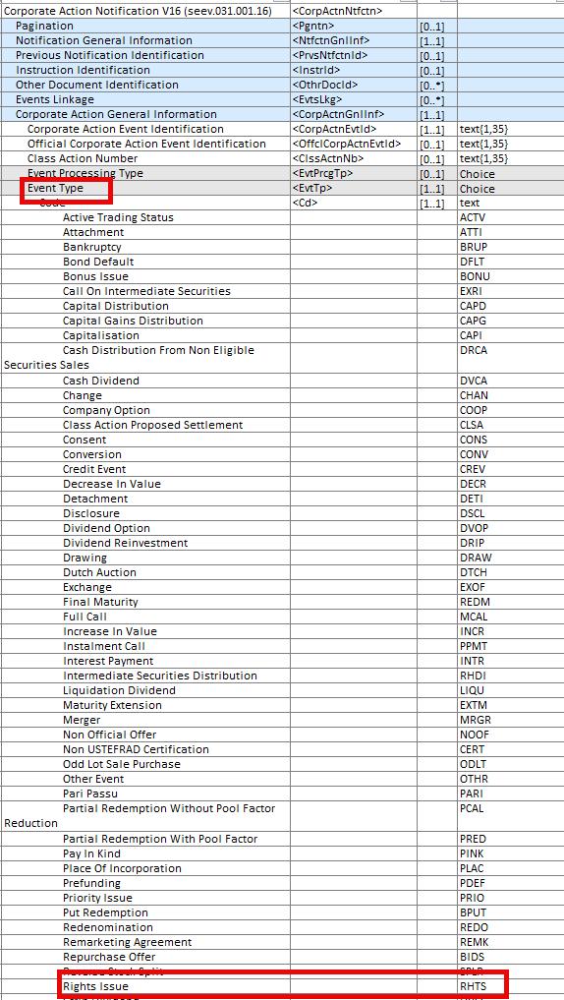 Corporate Action Notification V16 (seev.031.001.16) <CorpActnNtfctn>
Pagination <Pgntn> [0..1]
Notification General Information <NtfctnGnlInf> [1..1]
Previous Notification Identification <PrvsNtfctnId> [0..1]
Instruction Identification <InstrId> [0..1]
Other Document Identification <OthrDocId> [0..*]
Events Linkage <EvtsLkg> [0..*]
Corporate Action General Information <CorpActnGnlInf> [1..1]
Corporate Action Event Identification <CorpActnEvtId> [1..1] text{1,35}
Official Corporate Action Event Identification <OffclCorpActnEvtId> [0..1] text{1,35}
Class Action Number <ClssActnNb> [0..1] text{1,35}
Event Processing Type <EvtPrcgTp> [0..1] Choice
Event Type <EvtTp> [1..1] Choice
Code <Cd> [1..1] text
Active Trading Status ACTV
Attachment ATTI
Bankruptcy BRUP
Bond Default DFLT
Bonus Issue BONU
Call On Intermediate Securities EXRI
Capital Distribution CAPD
Capital Gains Distribution CAPG
Capitalisation CAPI
Cash Distribution From Non Eligible DRCA
Securities Sales
Cash Dividend DVCA
Change CHAN
Company Option COOP
Class Action Proposed Settlement CLSA
Consent CONS
Conversion CONV
Credit Event CREV
Decrease In Value DECR
Detachment DETI
Disclosure DSCL
Dividend Option DVOP
Dividend Reinvestment DRIP
Drawing DRAW
Dutch Auction DTCH
Exchange EXOF
Final Maturity REDM
Full Call MCAL
Increase In Value INCR
Instalment Call PPMT
Interest Payment INTR
Intermediate Securities Distribution RHDI
Liquidation Dividend LIQU
Maturity Extension EXTM
Merger MRGR
Non Official Offer NOOF
Non USTEFRAD Certification CERT
Odd Lot Sale Purchase ODLT
Other Event OTHR
Pari Passu PARI
Partial Redemption Without Pool Factor PCAL
Reduction
Partial Redemption With Pool Factor PRED
Pay In Kind PINK
Place Of Incorporation PLAC
Prefunding PDEF
Priority Issue PRIO
Put Redemption BPUT
Redenomination REDO
Remarketing Agreement REMK
Repurchase Offer BIDS
Reverse Stock Split SPLR
Rights Issue RHTS